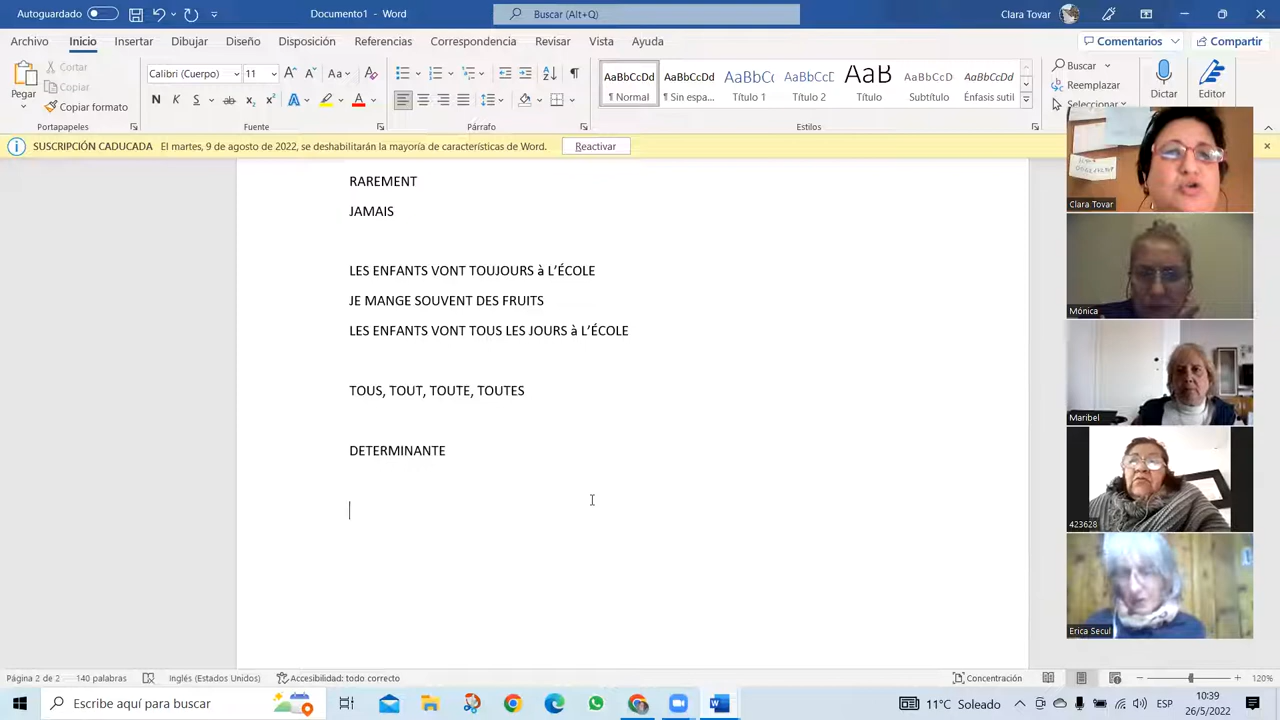 Autoguardado
Documento1 - Word
Buscar (Alt+Q)
Clara Tovar
Archivo Inicio Insertar Dibujar Diseño Disposición Referencias Correspondencia Revisar Vista Ayuda
Comentarios Compartir
Pegar
Cortar
Copiar
Copiar formato
Portapapeles
Calibri (Cuerpo) 11
N K S
Fuente
Párrafo
AaBbCcDd AaBbCcDd AaBbCc AaBbCcD AaB AaBbCcD AaBbCcDd
¶ Normal ¶ Sin espa... Título 1 Título 2 Título Subtítulo Énfasis sutil
Estilos
Buscar
Reemplazar
Seleccionar
Dictar
Editor
SUSCRIPCIÓN CADUCADA El martes, 9 de agosto de 2022, se deshabilitarán la mayoría de características de Word. Reactivar
RAREMENT
JAMAIS
LES ENFANTS VONT TOUJOURS à L’ÉCOLE
JE MANGE SOUVENT DES FRUITS
LES ENFANTS VONT TOUS LES JOURS à L’ÉCOLE
TOUS, TOUT, TOUTE, TOUTES
DETERMINANTE
Clara Tovar
Mónica
Maribel
423628
Erica Secul
Página 2 de 2 140 palabras Inglés (Estados Unidos) Accesibilidad: todo correcto
Concentración 120%
Escribe aquí para buscar
11°C Soleado
ESP
10:39
26/5/2022